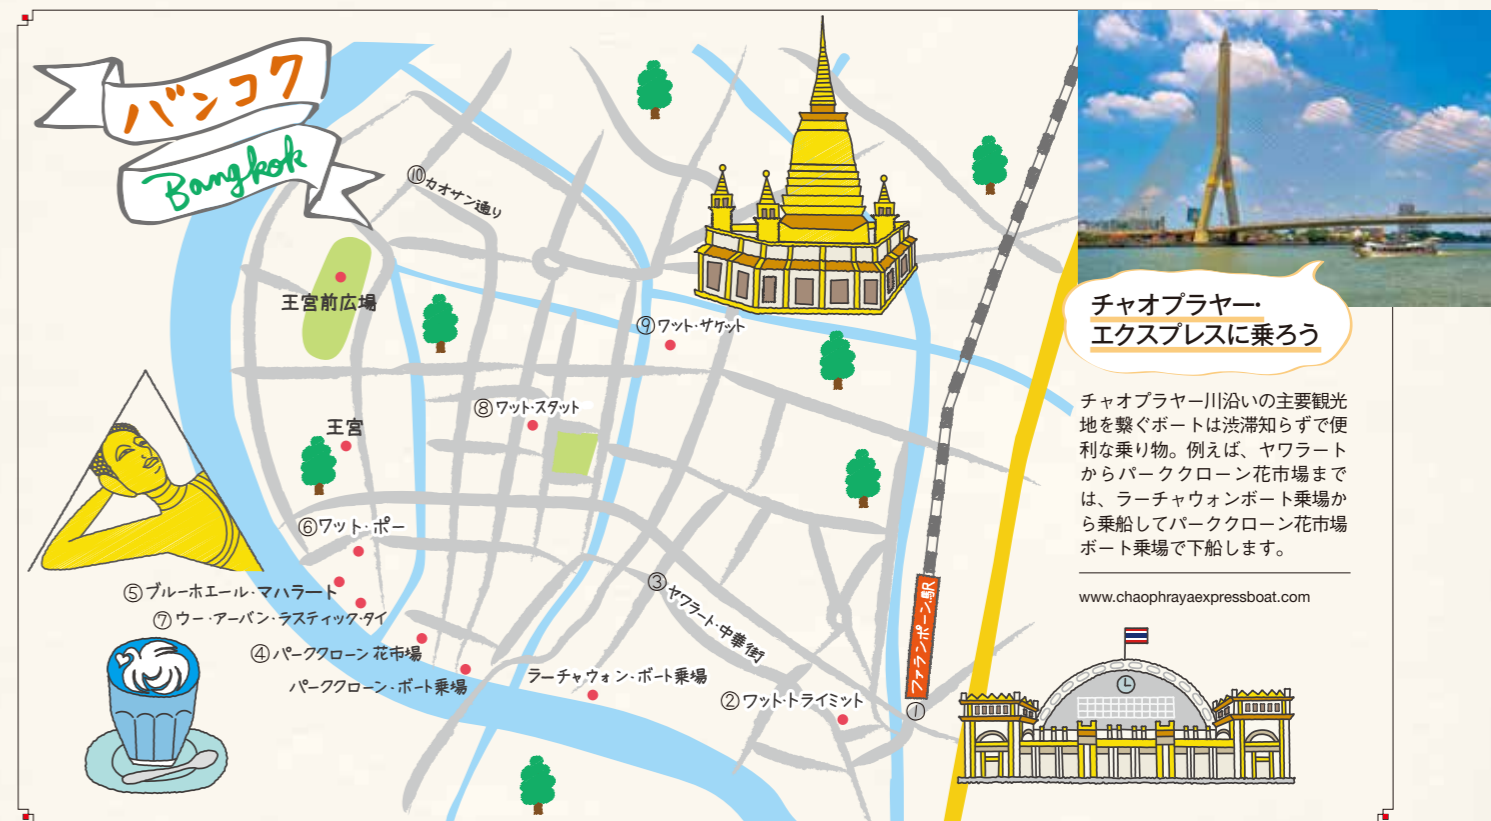 バンコク
Bangkok
⑩カオサン通り
王宮前広場
⑨ワット・サケット
⑧ワット・スタット
王宮
⑥ワット・ポー
⑤ブルーホエール・マハラート
⑦ウー・アーバン・ラスティック・タイ
④パーククローン花市場
パーククローン・ボート乗場
ラーチャウォン・ボート乗場
③ヤワラート・中華街
②ワット・トライミット
ファランポーン駅
①
チャオプラヤー・
エクスプレスに乗ろう
チャオプラヤー川沿いの主要観光
地を繋ぐボートは渋滞知らずで便
利な乗り物。例えば、ヤワラート
からパーククローン花市場まで
は、ラーチャウォンボート乗場か
ら乗船してパーククローン花市場
ボート乗場で下船します。
www.chaophrayaexpressboat.com